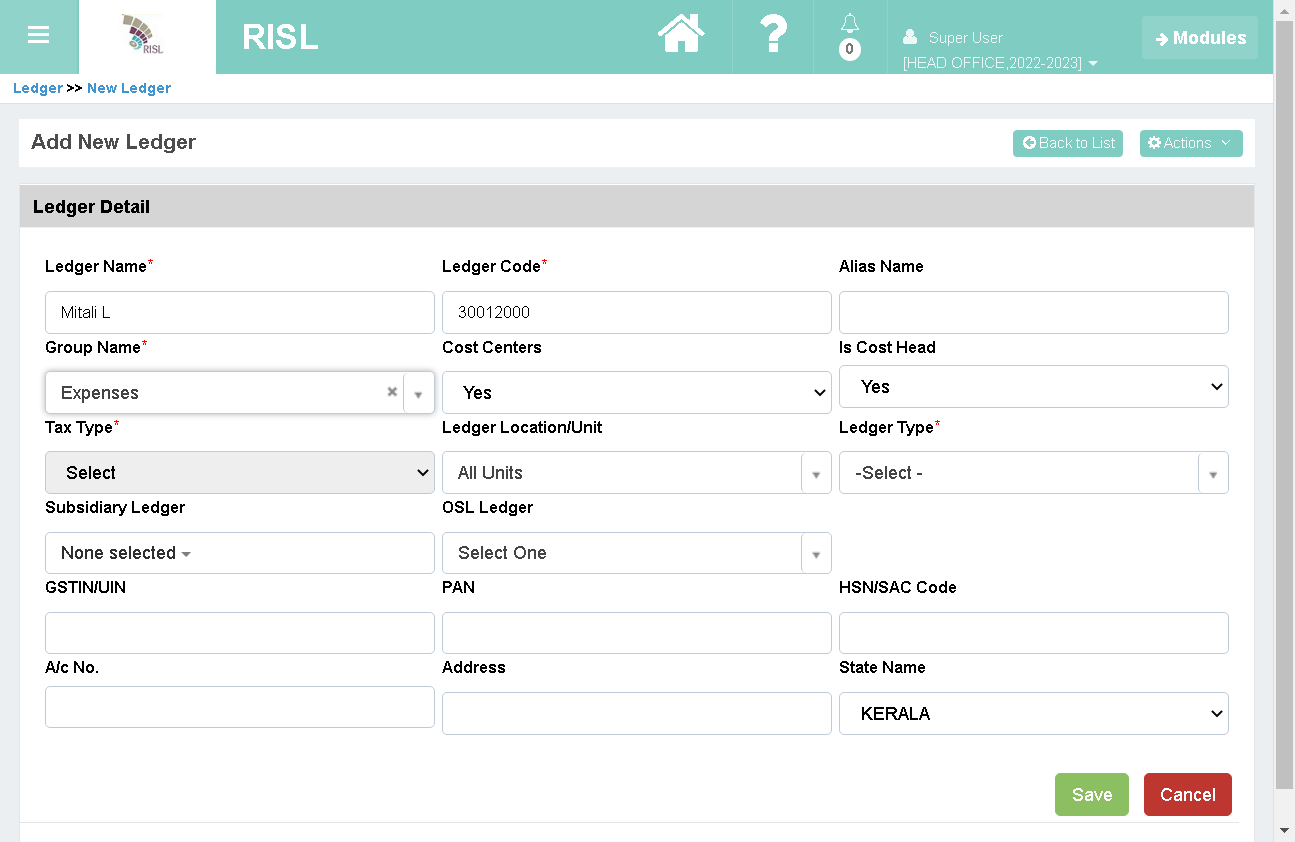 RISL
RISL
0
Super User
[HEAD OFFICE,2022-2023]
Modules
Ledger >> New Ledger
Add New Ledger
Back to List
Actions
Ledger Detail
Ledger Name* Ledger Code* Alias Name
Mitali L 30012000
Group Name* Cost Centers Is Cost Head
Expenses Yes Yes
Tax Type* Ledger Location/Unit Ledger Type*
Select All Units -Select -
Subsidiary Ledger OSL Ledger
None selected Select One
GSTIN/UIN PAN HSN/SAC Code
A/c No. Address State Name
KERALA
Save Cancel